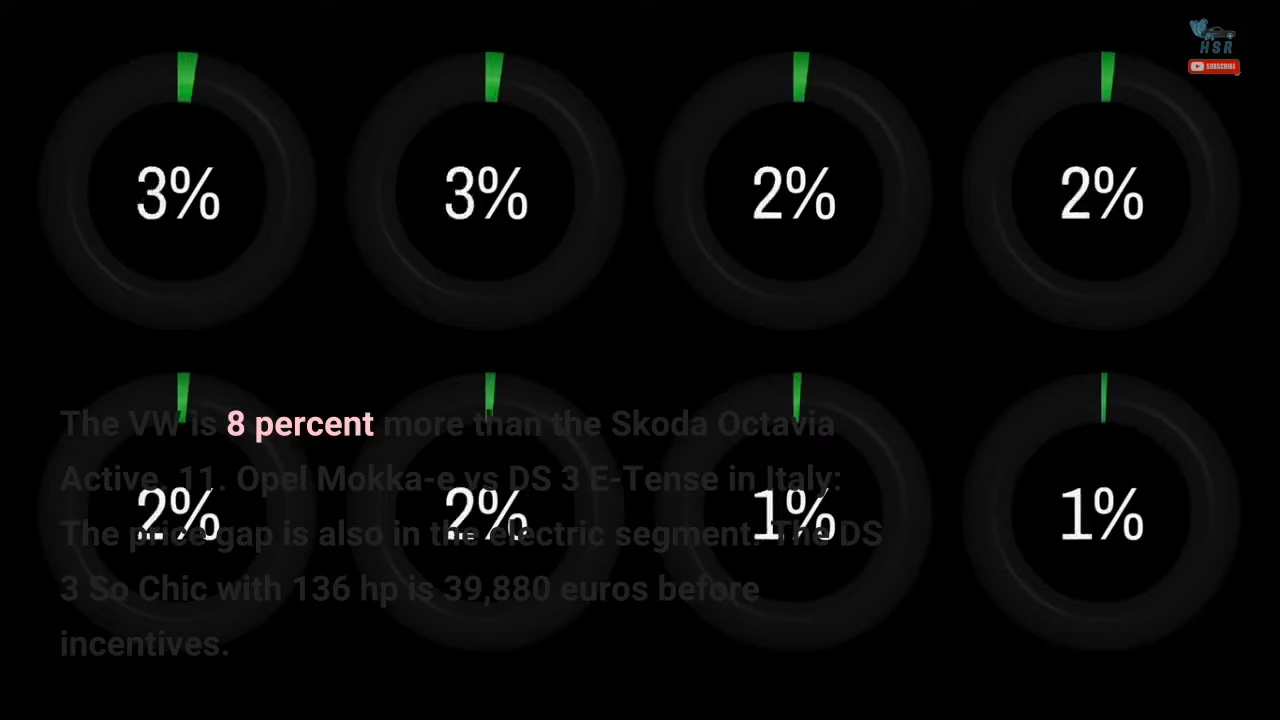 HSR
SUBSCRIBE
3% 3% 2% 2%
The VW is 8 percent more than the Skoda Octavia
Active. 11. Opel Mokka-e vs DS 3 E-Tense in Italy:
2% 2% 1% 1%
The price gap is also in the electric segment. The DS
3 So Chic with 136 hp is 39,880 euros before
incentives.